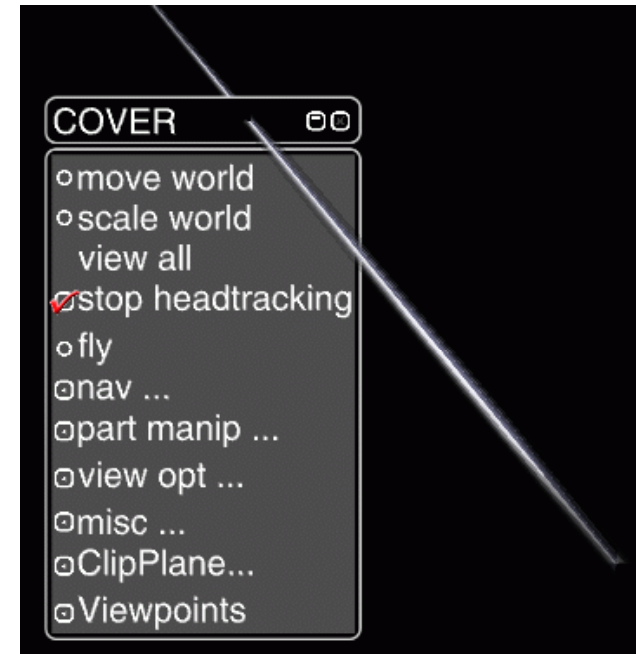 COVER
move world
scale world
view all
stop headtracking
fly
nav ...
part manip ...
view opt ...
misc ...
ClipPlane...
Viewpoints